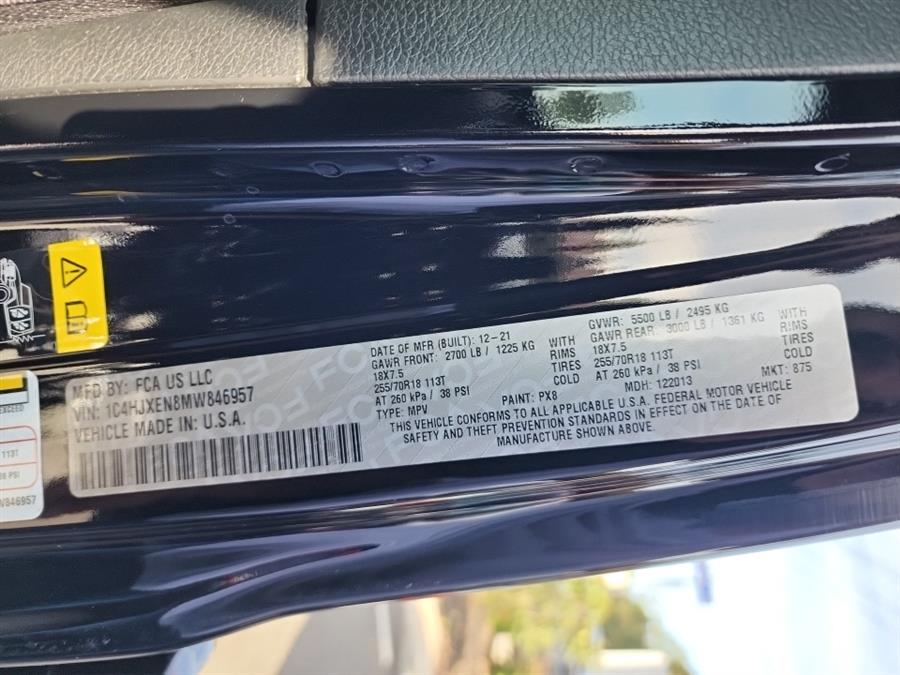 MFD BY: FCA US LLC
VIN: 1C4HJXEN8MW846957
VEHICLE MADE IN: U.S.A.
DATE OF MFR (BUILT): 12-21
GAWR FRONT: 2700 LB / 1225 KG WITH
18X7.5 RIMS
255/70R18 113T TIRES
AT 260 kPa / 38 PSI COLD
GVWR: 5500 LB / 2495 KG
GAWR REAR: 3000 LB / 1361 KG WITH
18X7.5 RIMS
255/70R18 113T TIRES
AT 260 kPa / 38 PSI COLD
TYPE: MPV PAINT: PX8 MDH: 122013 MKT: 875
THIS VEHICLE CONFORMS TO ALL APPLICABLE U.S.A. FEDERAL MOTOR VEHICLE
SAFETY AND THEFT PREVENTION STANDARDS IN EFFECT ON THE DATE OF
MANUFACTURE SHOWN ABOVE.
EXCEED
113T
PSI
W846957